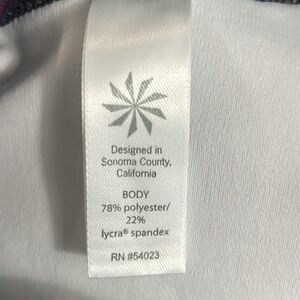 Designed in
Sonoma County,
California
BODY
78% polyester/
22%
lycra® spandex
RN #54023